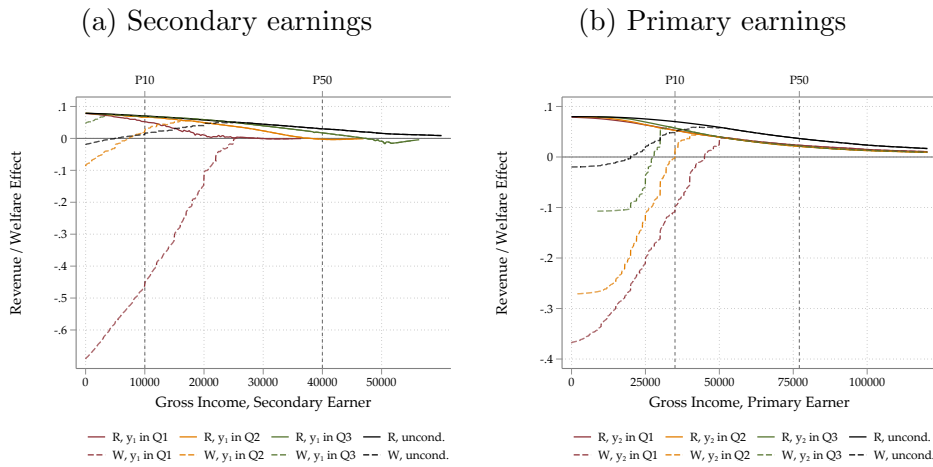 (a) Secondary earnings
P10 P50
.1
0
-.1
-.2
-.3
-.4
-.5
-.6
Revenue / Welfare Effect
0 10000 20000 30000 40000 50000
Gross Income, Secondary Earner
R, y₁ in Q1 R, y₁ in Q2 R, y₁ in Q3 R, uncond.
W, y₁ in Q1 W, y₁ in Q2 W, y₁ in Q3 W, uncond.
(b) Primary earnings
P10 P50
.1
0
-.1
-.2
-.3
-.4
Revenue / Welfare Effect
0 25000 50000 75000 100000
Gross Income, Primary Earner
R, y₂ in Q1 R, y₂ in Q2 R, y₂ in Q3 R, uncond.
W, y₂ in Q1 W, y₂ in Q2 W, y₂ in Q3 W, uncond.